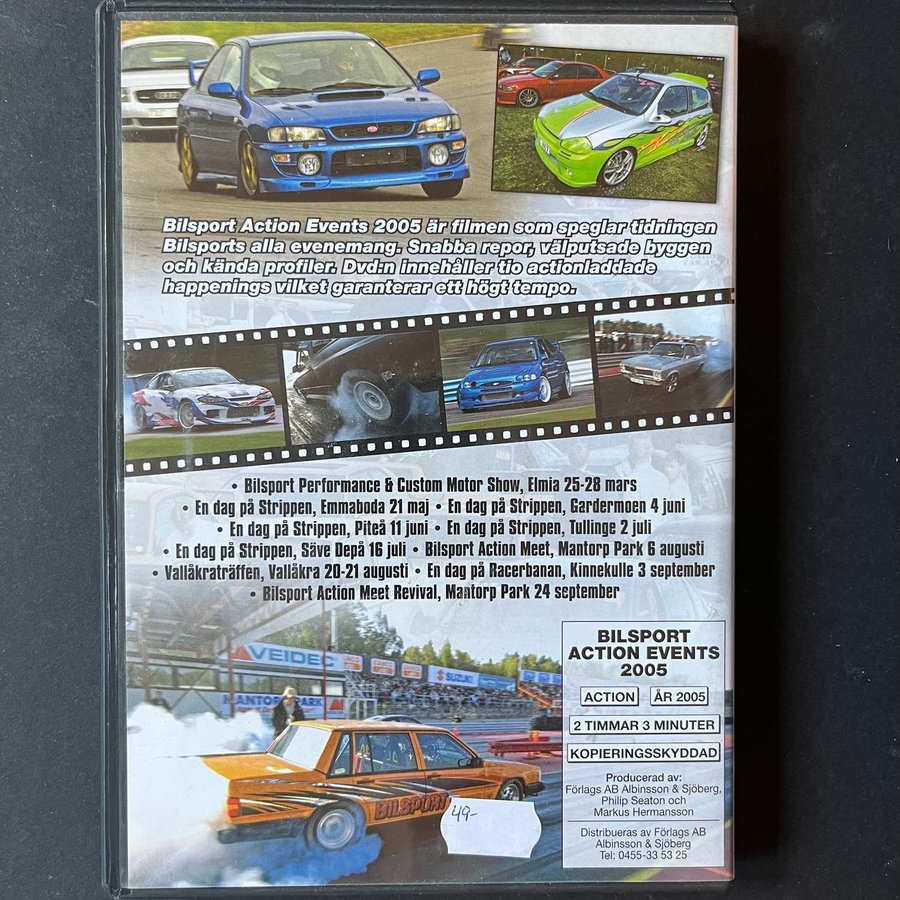 Bilsport Action Events 2005 är filmen som speglar tidningen
Bilsports alla evenemang. Snabba repor, välputsade byggen
och kända profiler. Dvd:n innehåller tio actionladdade
happenings vilket garanterar ett högt tempo.
• Bilsport Performance & Custom Motor Show, Elmia 25-28 mars
• En dag på Strippen, Emmaboda 21 maj • En dag på Strippen, Gardermoen 4 juni
• En dag på Strippen, Piteå 11 juni • En dag på Strippen, Tullinge 2 juli
• En dag på Strippen, Säve Depå 16 juli • Bilsport Action Meet, Mantorp Park 6 augusti
• Vallåkraträffen, Vallåkra 20-21 augusti • En dag på Racerbanan, Kinnekulle 3 september
• Bilsport Action Meet Revival, Mantorp Park 24 september
VEIDEC
SUZUKI
MANTORP PARK
BILSPORT
49-
BILSPORT
ACTION EVENTS
2005
ACTION ÅR 2005
2 TIMMAR 3 MINUTER
KOPIERINGSSKYDDAD
Producerad av:
Förlags AB Albinsson & Sjöberg,
Philip Seaton och
Markus Hermansson
Distribueras av Förlags AB
Albinsson & Sjöberg
Tel: 0455-33 53 25